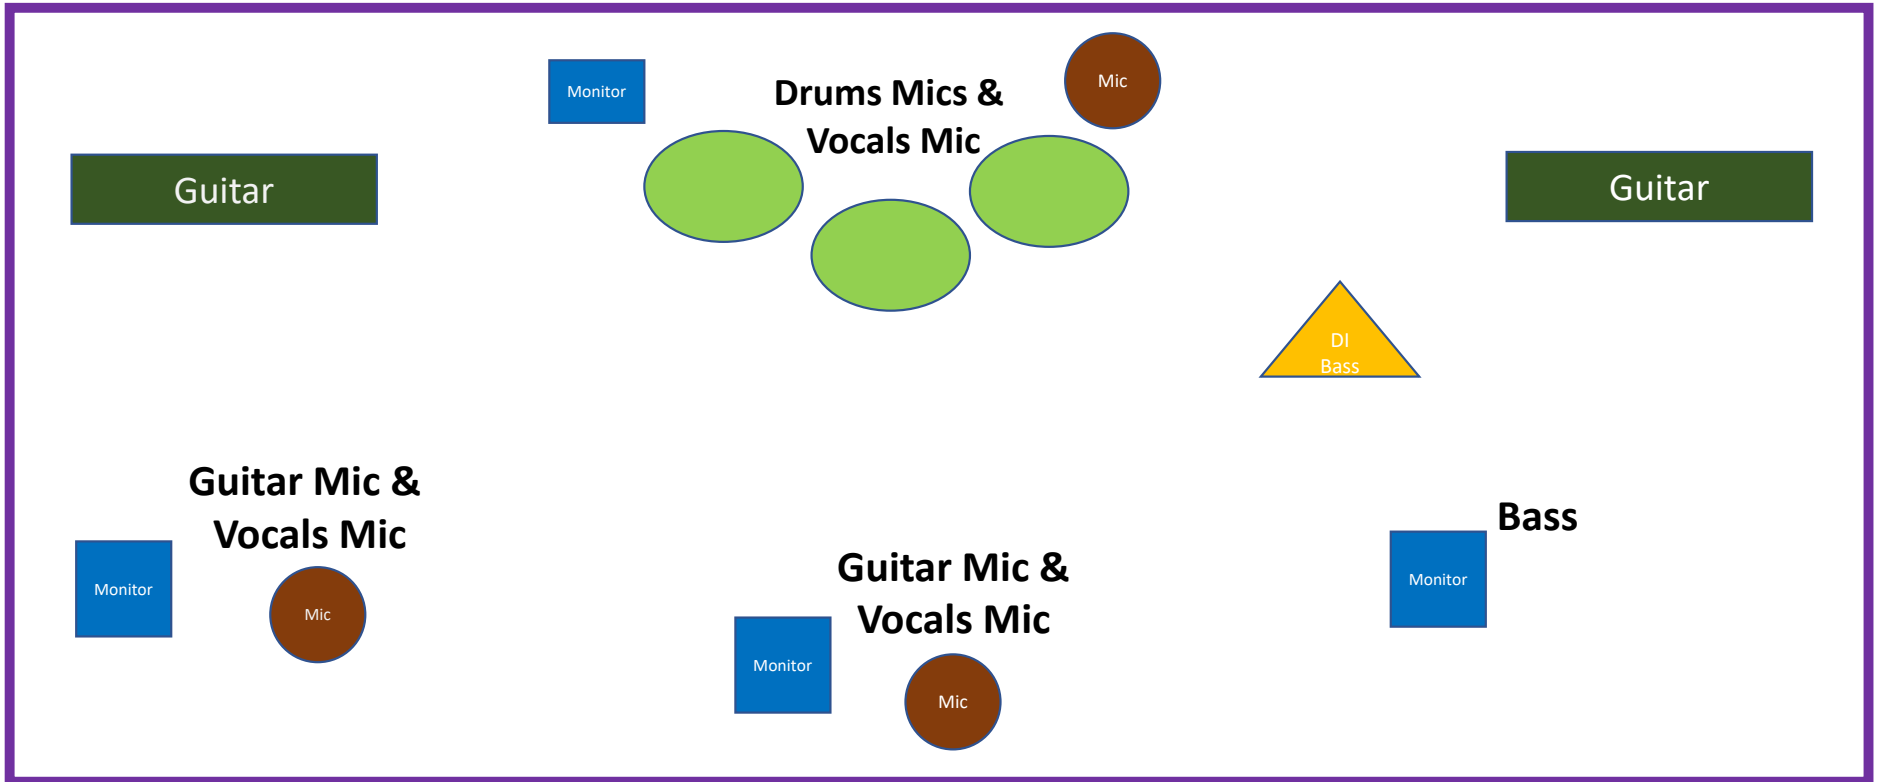 Monitor
Drums Mics &
Vocals Mic
Mic
Guitar
Guitar
DI
Bass
Guitar Mic &
Vocals Mic
Monitor
Mic
Guitar Mic &
Vocals Mic
Monitor
Mic
Bass
Monitor